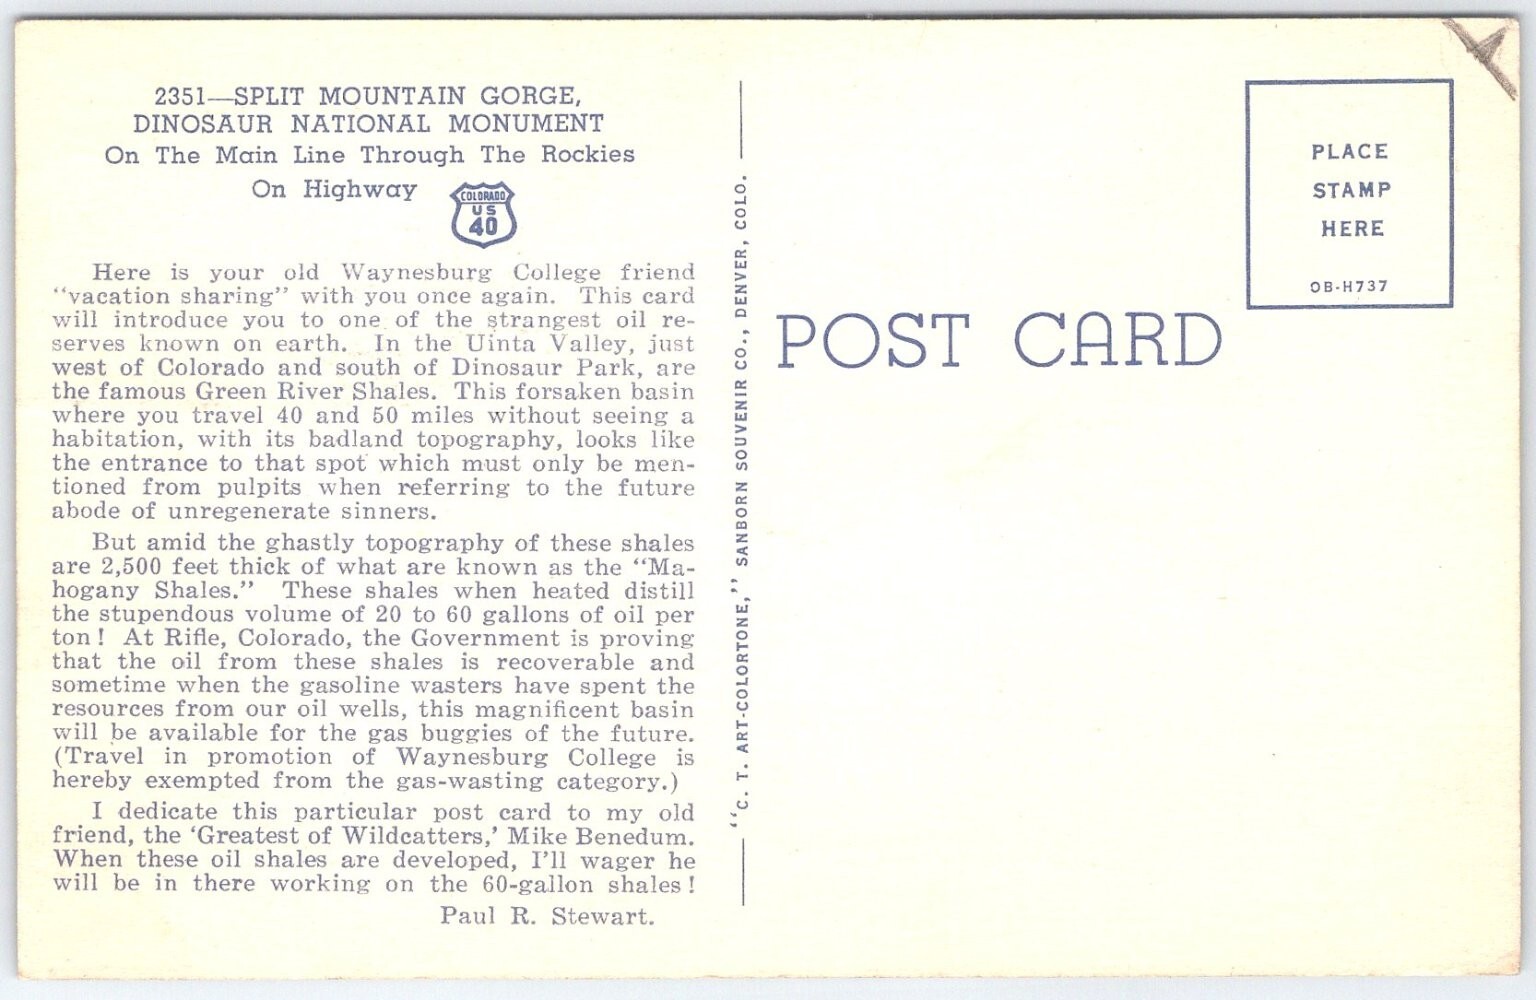 2351—SPLIT MOUNTAIN GORGE,
DINOSAUR NATIONAL MONUMENT
On The Main Line Through The Rockies
On Highway
COLORADO
US
40
Here is your old Waynesburg College friend
“vacation sharing” with you once again. This card
will introduce you to one of the strangest oil re-
serves known on earth. In the Uinta Valley, just
west of Colorado and south of Dinosaur Park, are
the famous Green River Shales. This forsaken basin
where you travel 40 and 50 miles without seeing a
habitation, with its badland topography, looks like
the entrance to that spot which must only be men-
tioned from pulpits when referring to the future
abode of unregenerate sinners.
But amid the ghastly topography of these shales
are 2,500 feet thick of what are known as the “Ma-
hogany Shales.” These shales when heated distill
the stupendous volume of 20 to 60 gallons of oil per
ton! At Rifle, Colorado, the Government is proving
that the oil from these shales is recoverable and
sometime when the gasoline wasters have spent the
resources from our oil wells, this magnificent basin
will be available for the gas buggies of the future.
(Travel in promotion of Waynesburg College is
hereby exempted from the gas-wasting category.)
I dedicate this particular post card to my old
friend, the ‘Greatest of Wildcatters,’ Mike Benedum.
When these oil shales are developed, I’ll wager he
will be in there working on the 60-gallon shales!
Paul R. Stewart.
“C. T. ART-COLORTONE,” SANBORN SOUVENIR CO., DENVER, COLO.
POST CARD
PLACE
STAMP
HERE
OB-H737